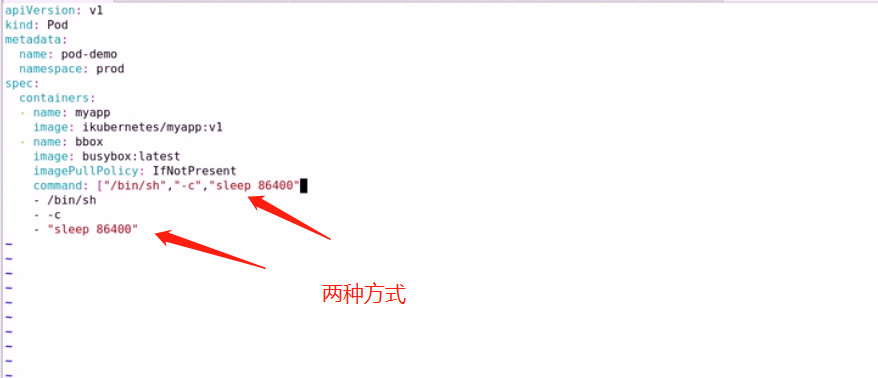 apiVersion: v1
kind: Pod
metadata:
  name: pod-demo
  namespace: prod
spec:
  containers:
  - name: myapp
    image: ikubernetes/myapp:v1
  - name: bbox
    image: busybox:latest
    imagePullPolicy: IfNotPresent
    command: ["/bin/sh","-c","sleep 86400"
    - /bin/sh
    - -c
    - "sleep 86400"
~
~
~
~
~
~
~
~
~
~
两种方式